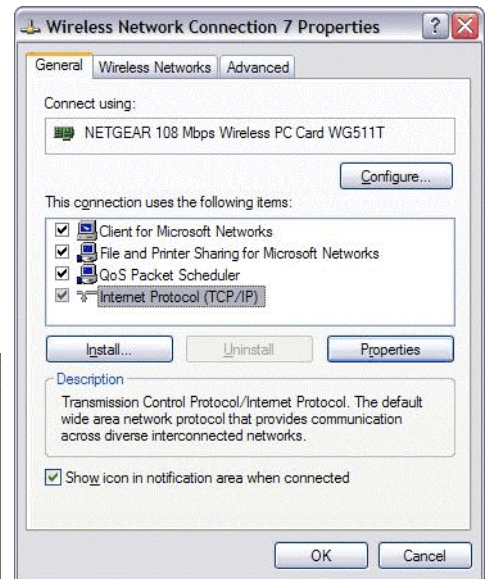 Wireless Network Connection 7 Properties
General Wireless Networks Advanced
Connect using:
NETGEAR 108 Mbps Wireless PC Card WG511T
Configure...
This connection uses the following items:
Client for Microsoft Networks
File and Printer Sharing for Microsoft Networks
QoS Packet Scheduler
Internet Protocol (TCP/IP)
Install... Uninstall Properties
Description
Transmission Control Protocol/Internet Protocol. The default
wide area network protocol that provides communication
across diverse interconnected networks.
Show icon in notification area when connected
OK Cancel